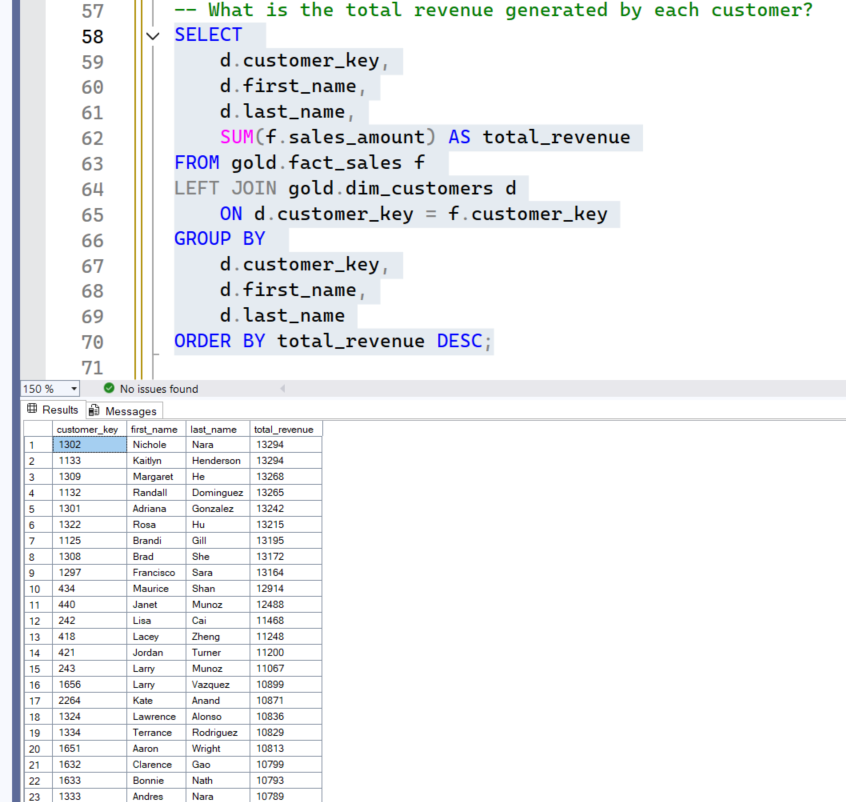 57 -- What is the total revenue generated by each customer?
58 SELECT
59 d.customer_key,
60 d.first_name,
61 d.last_name,
62 SUM(f.sales_amount) AS total_revenue
63 FROM gold.fact_sales f
64 LEFT JOIN gold.dim_customers d
65 ON d.customer_key = f.customer_key
66 GROUP BY
67 d.customer_key,
68 d.first_name,
69 d.last_name
70 ORDER BY total_revenue DESC;
71
150 % No issues found
Results Messages
customer_key first_name last_name total_revenue
1 1302 Nichole Nara 13294
2 1133 Kaitlyn Henderson 13294
3 1309 Margaret He 13268
4 1132 Randall Dominguez 13265
5 1301 Adriana Gonzalez 13242
6 1322 Rosa Hu 13215
7 1125 Brandi Gill 13195
8 1308 Brad She 13172
9 1297 Francisco Sara 13164
10 434 Maurice Shan 12914
11 440 Janet Munoz 12488
12 242 Lisa Cai 11468
13 418 Lacey Zheng 11248
14 421 Jordan Turner 11200
15 243 Larry Munoz 11067
16 1656 Larry Vazquez 10899
17 2264 Kate Anand 10871
18 1324 Lawrence Alonso 10836
19 1334 Terrance Rodriguez 10829
20 1651 Aaron Wright 10813
21 1632 Clarence Gao 10799
22 1633 Bonnie Nath 10793
23 1333 Andres Nara 10789